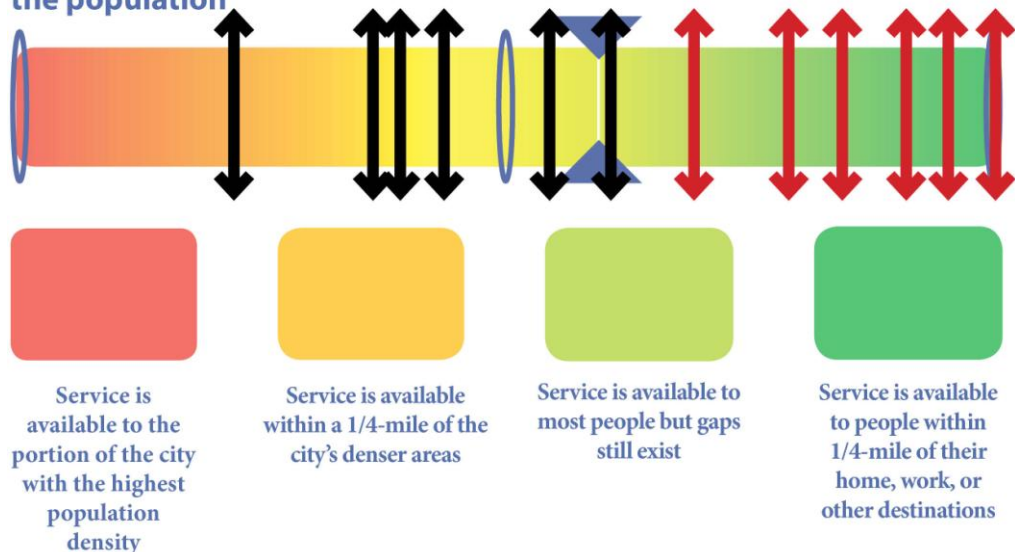 the population
Service is
available to the
portion of the city
with the highest
population
density
Service is available
within a 1/4-mile of the
city’s denser areas
Service is available to
most people but gaps
still exist
Service is available
to people within
1/4-mile of their
home, work, or
other destinations